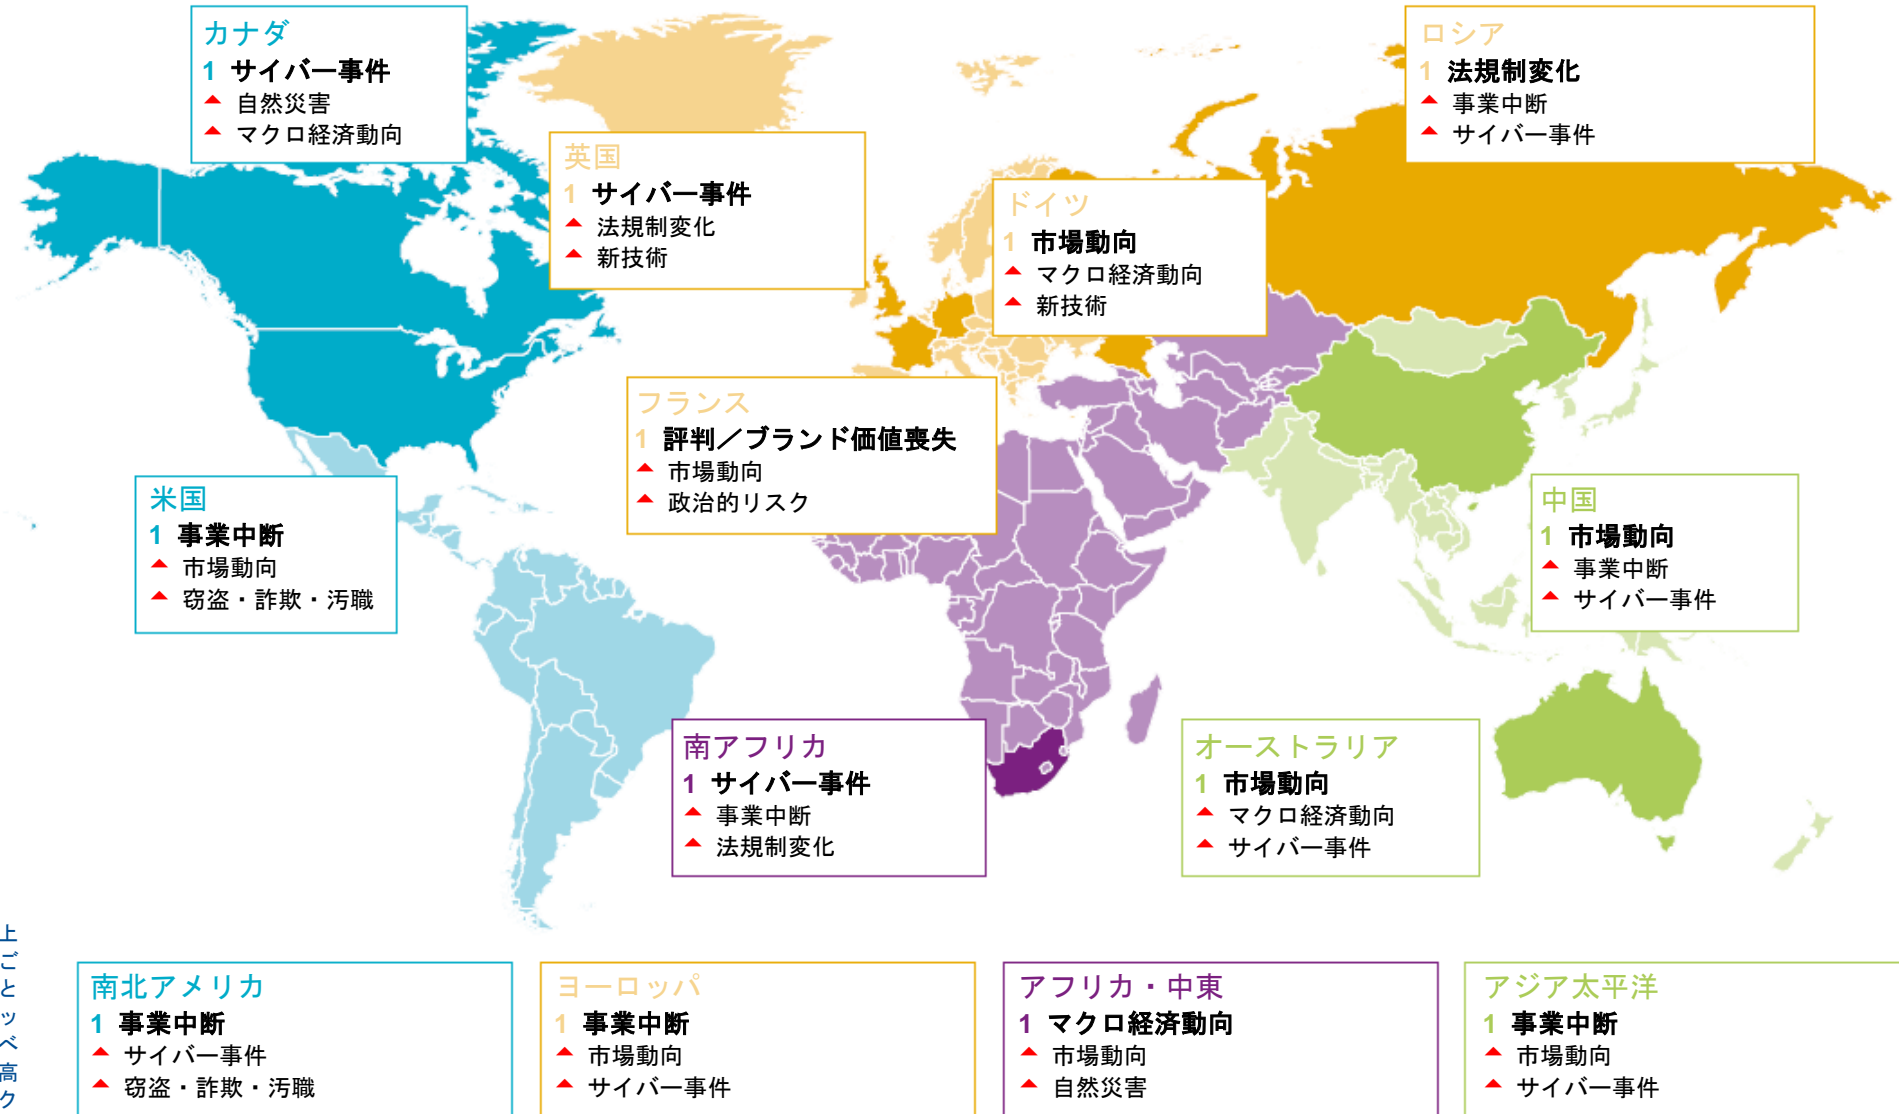 カナダ
1 サイバー事件
自然災害
マクロ経済動向
ロシア
1 法規制変化
事業中断
サイバー事件
英国
1 サイバー事件
法規制変化
新技術
ドイツ
1 市場動向
マクロ経済動向
新技術
フランス
1 評判／ブランド価値喪失
市場動向
政治的リスク
米国
1 事業中断
市場動向
窃盗・詐欺・汚職
中国
1 市場動向
事業中断
サイバー事件
南アフリカ
1 サイバー事件
事業中断
法規制変化
オーストラリア
1 市場動向
マクロ経済動向
サイバー事件
上
ご
と
ッ
ベ
高
ク
南北アメリカ
1 事業中断
サイバー事件
窃盗・詐欺・汚職
ヨーロッパ
1 事業中断
市場動向
サイバー事件
アフリカ・中東
1 マクロ経済動向
市場動向
自然災害
アジア太平洋
1 事業中断
市場動向
サイバー事件